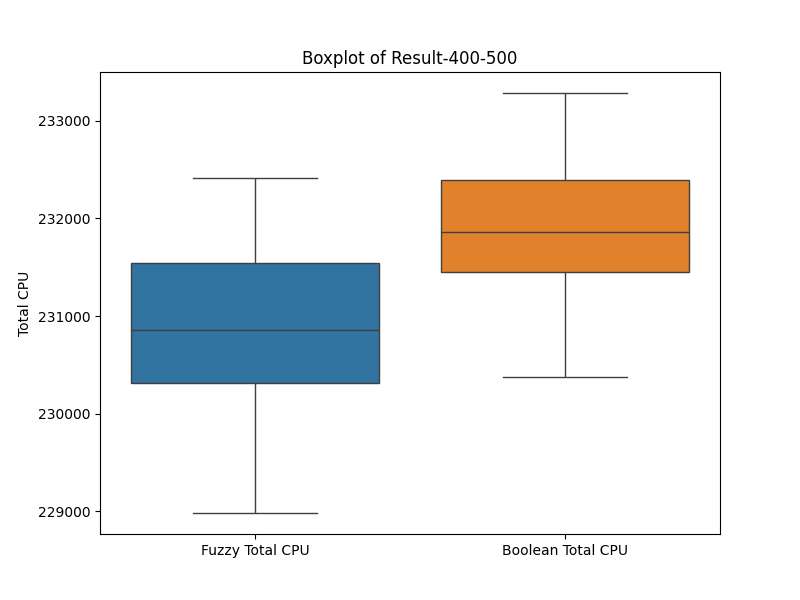 Boxplot of Result-400-500
233000
232000
231000
230000
229000
Total CPU
Fuzzy Total CPU
Boolean Total CPU